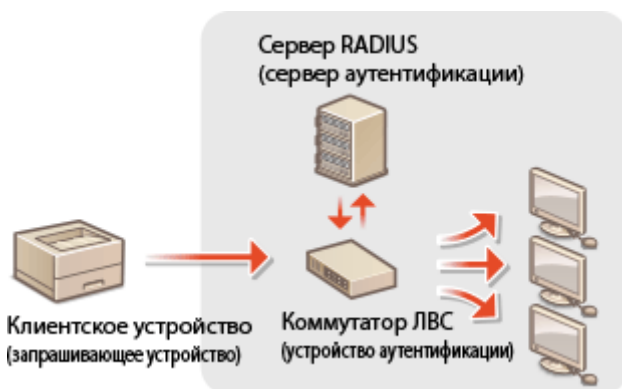 Сервер RADIUS
(сервер аутентификации)
Клиентское устройство
(запрашивающее устройство)
Коммутатор ЛВС
(устройство аутентификации)